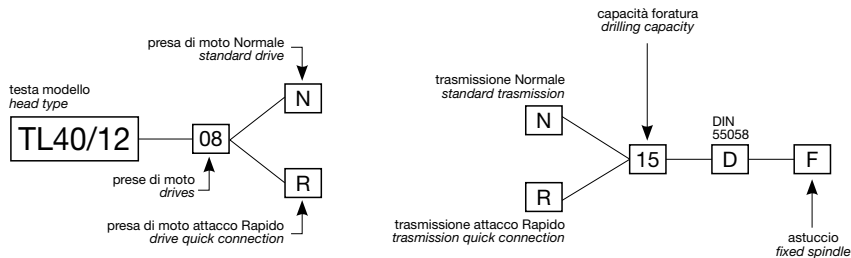 presa di moto Normale
standard drive
testa modello
head type
N
TL40/12
08
prese di moto
drives
R
presa di moto attacco Rapido
drive quick connection
capacità foratura
drilling capacity
trasmissione Normale
standard trasmission
N
DIN
55058
15
D
F
R
trasmissione attacco Rapido
trasmission quick connection
astuccio
fixed spindle